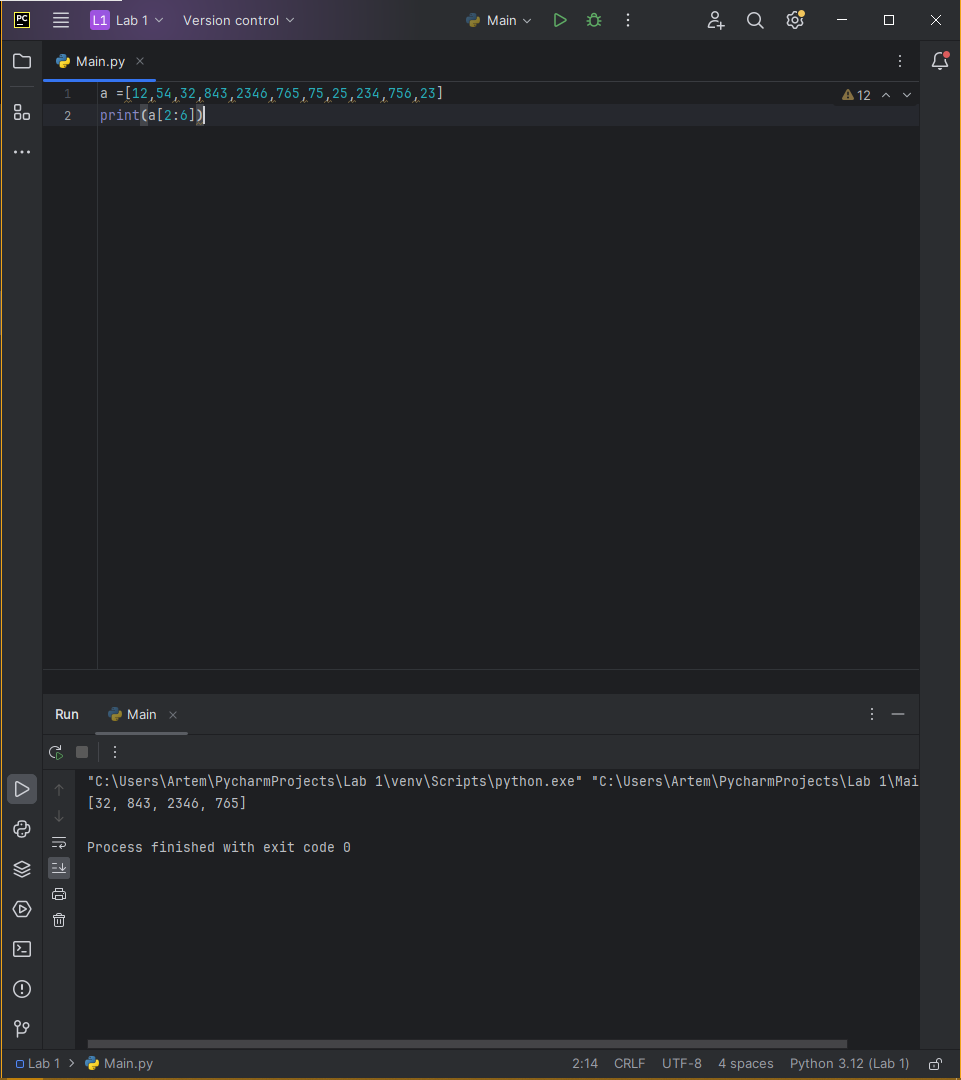 PC L1 Lab 1 Version control Main
Main.py
12
1 a =[12,54,32,843,2346,765,75,25,234,756,23]
2 print(a[2:6])
Run Main
"C:\Users\Artem\PycharmProjects\Lab 1\venv\Scripts\python.exe" "C:\Users\Artem\PycharmProjects\Lab 1\Mai
[32, 843, 2346, 765]
Process finished with exit code 0
Lab 1 > Main.py 2:14 CRLF UTF-8 4 spaces Python 3.12 (Lab 1)